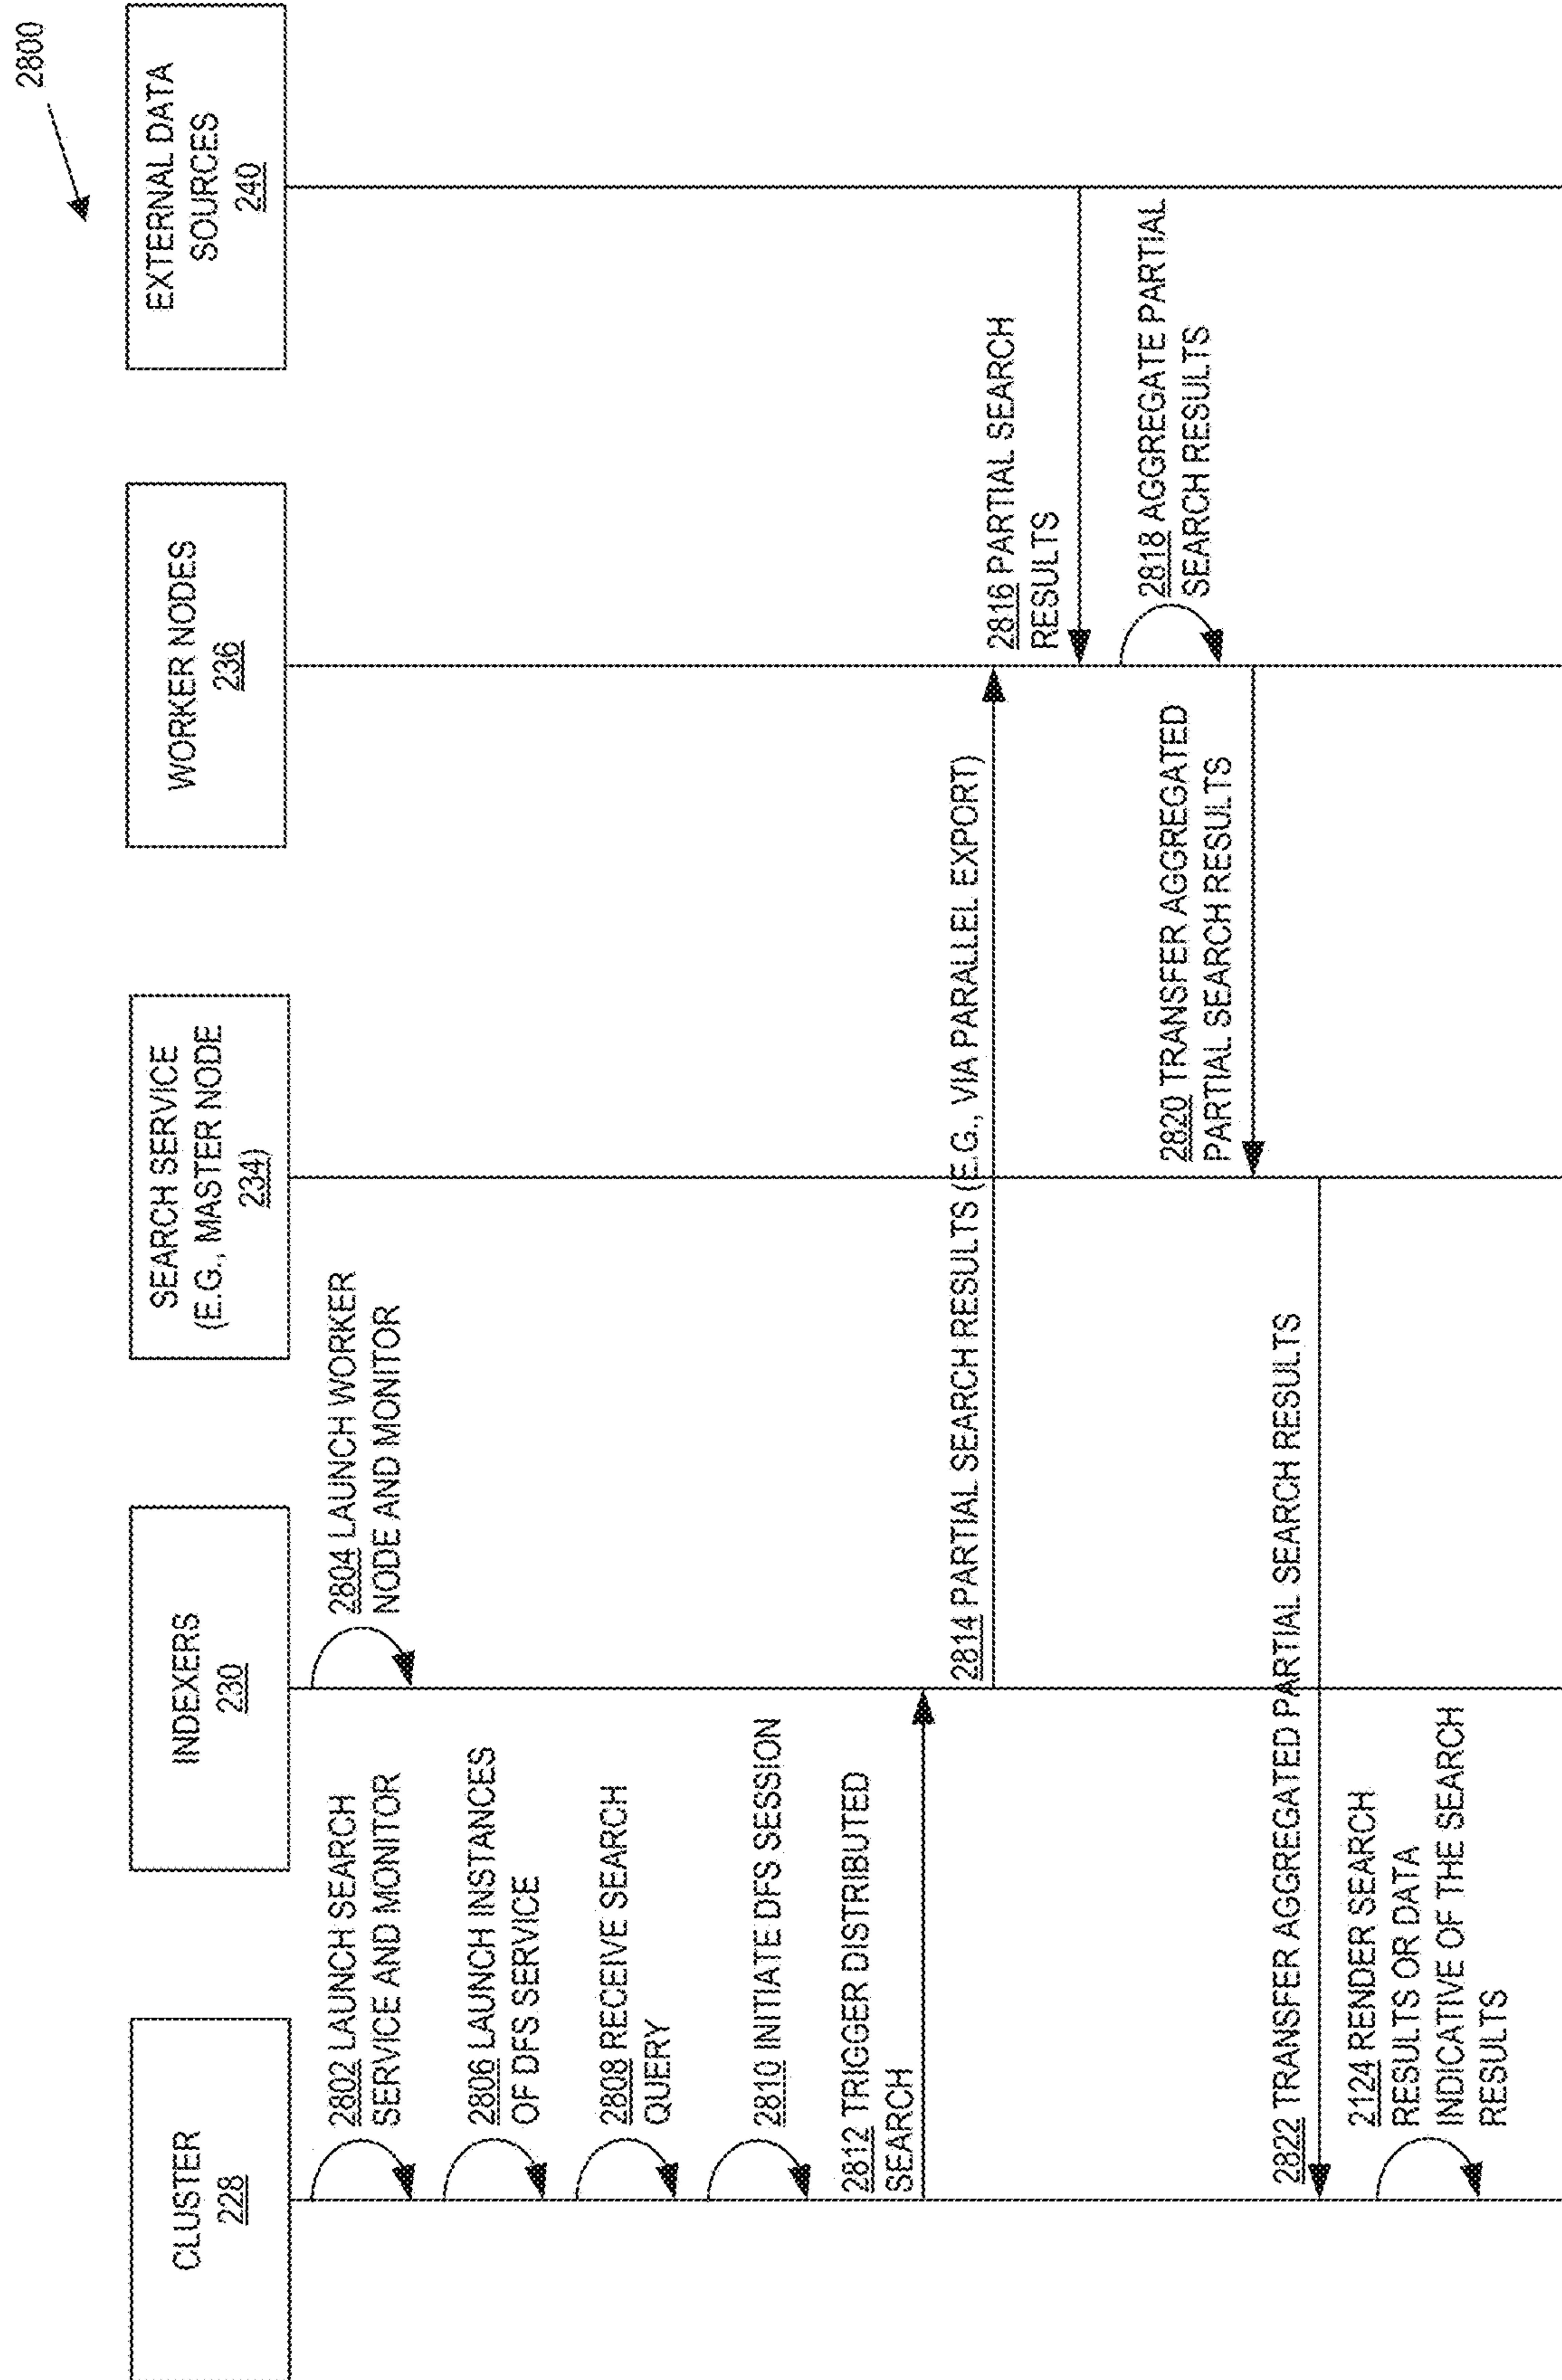 2800
CLUSTER
228
INDEXERS
230
SEARCH SERVICE
(E.G., MASTER NODE
234)
WORKER NODES
236
EXTERNAL DATA
SOURCES
240
2802 LAUNCH SEARCH
SERVICE AND MONITOR
2804 LAUNCH WORKER
NODE AND MONITOR
2806 LAUNCH INSTANCES
OF DFS SERVICE
2808 RECEIVE SEARCH
QUERY
2810 INITIATE DFS SESSION
2812 TRIGGER DISTRIBUTED
SEARCH
2814 PARTIAL SEARCH RESULTS (E.G., VIA PARALLEL EXPORT)
2816 PARTIAL SEARCH
RESULTS
2818 AGGREGATE PARTIAL
SEARCH RESULTS
2820 TRANSFER AGGREGATED
PARTIAL SEARCH RESULTS
2822 TRANSFER AGGREGATED PARTIAL SEARCH RESULTS
2124 RENDER SEARCH
RESULTS OR DATA
INDICATIVE OF THE SEARCH
RESULTS